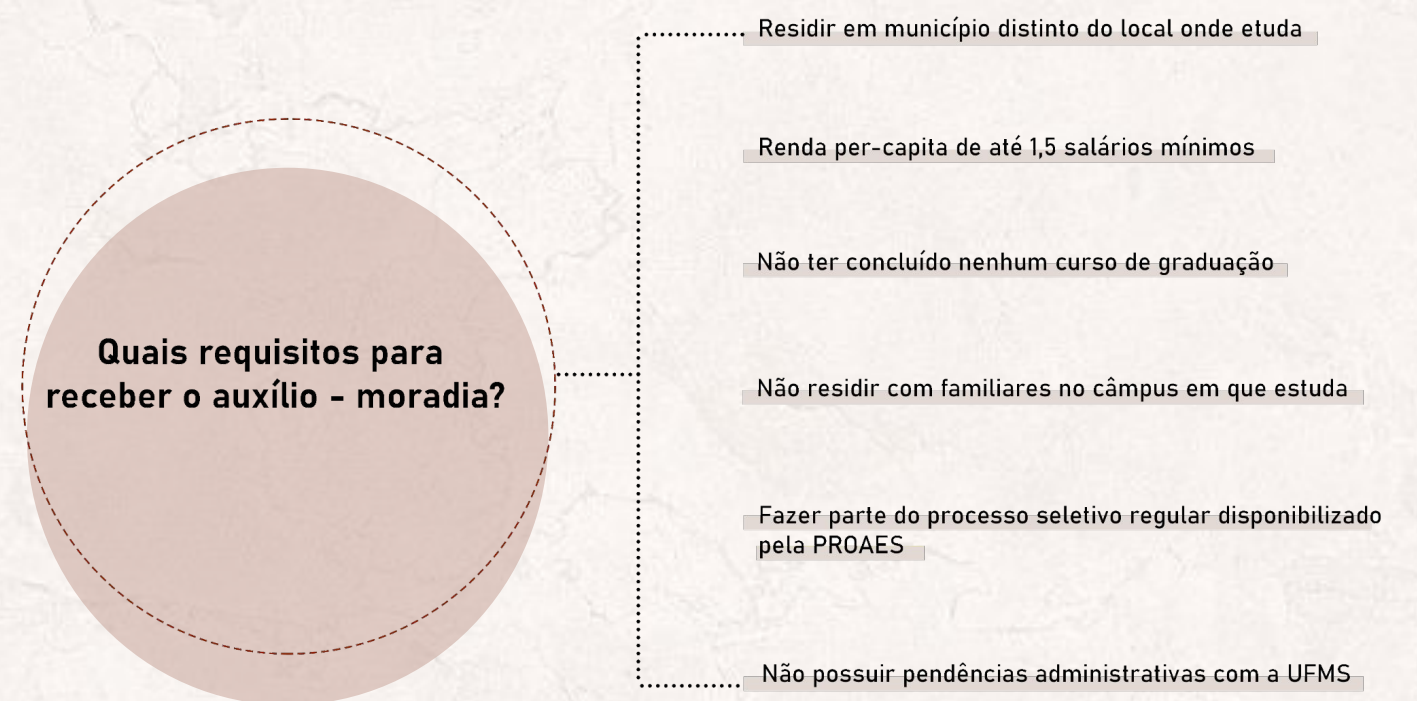 Residir em município distinto do local onde etuda
Renda per-capita de até 1,5 salários mínimos
Não ter concluído nenhum curso de graduação
Quais requisitos para
receber o auxílio - moradia?
Não residir com familiares no câmpus em que estuda
Fazer parte do processo seletivo regular disponibilizado
pela PROAES
Não possuir pendências administrativas com a UFMS